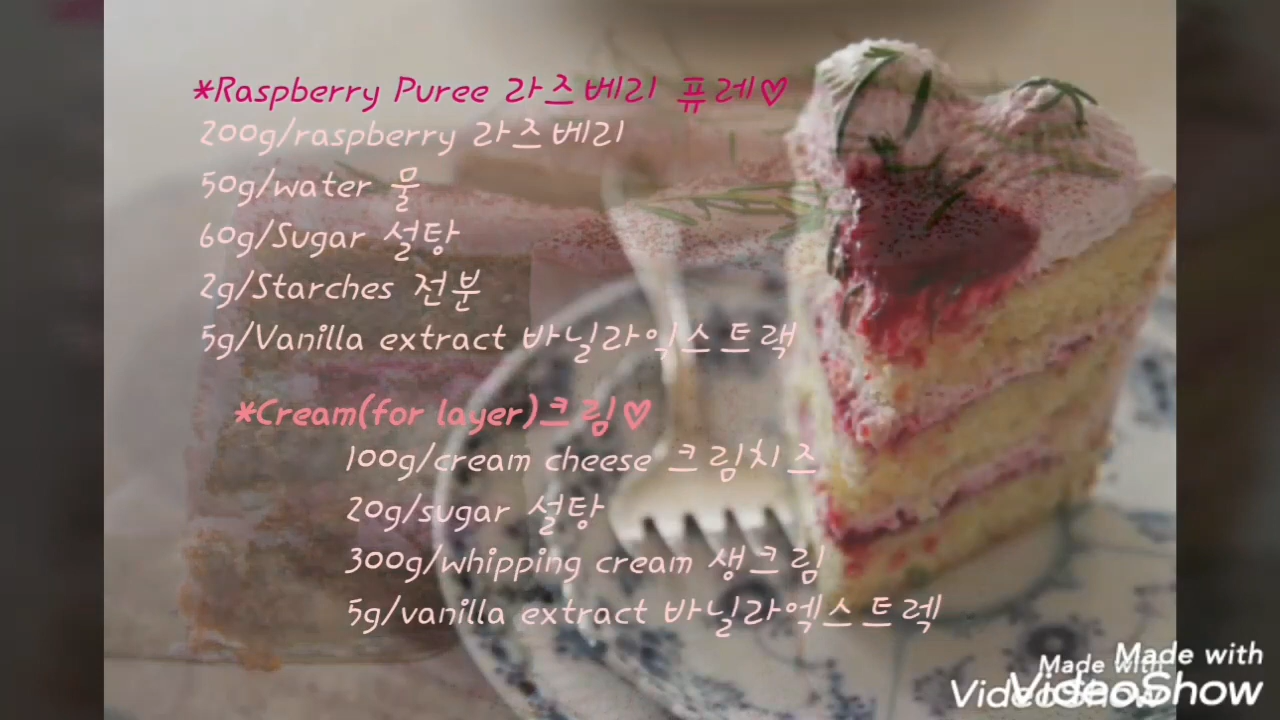 *Raspberry Puree 라즈베리 퓨레♡
200g/raspberry 라즈베리
50g/water 물
60g/Sugar 설탕
2g/Starches 전분
5g/Vanilla extract 바닐라익스트랙
*Cream(for layer)크림♡
100g/cream cheese 크림치즈
20g/sugar 설탕
300g/whipping cream 생크림
5g/vanilla extract 바닐라엑스트렉
Made with
VideoShow
Made with
VideoShow